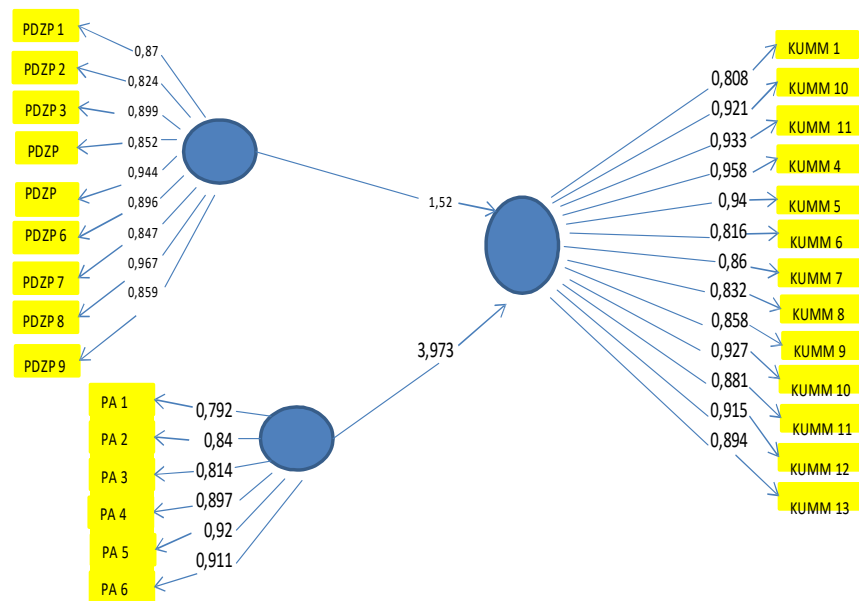 PDZP 1
PDZP 2
PDZP 3
PDZP
PDZP
PDZP 6
PDZP 7
PDZP 8
PDZP 9
0,87
0,824
0,899
0,852
0,944
0,896
0,847
0,967
0,859
PA 1
PA 2
PA 3
PA 4
PA 5
PA 6
0,792
0,84
0,814
0,897
0,92
0,911
1,52
3,973
0,808
0,921
0,933
0,958
0,94
0,816
0,86
0,832
0,858
0,927
0,881
0,915
0,894
KUMM 1
KUMM 10
KUMM 11
KUMM 4
KUMM 5
KUMM 6
KUMM 7
KUMM 8
KUMM 9
KUMM 10
KUMM 11
KUMM 12
KUMM 13